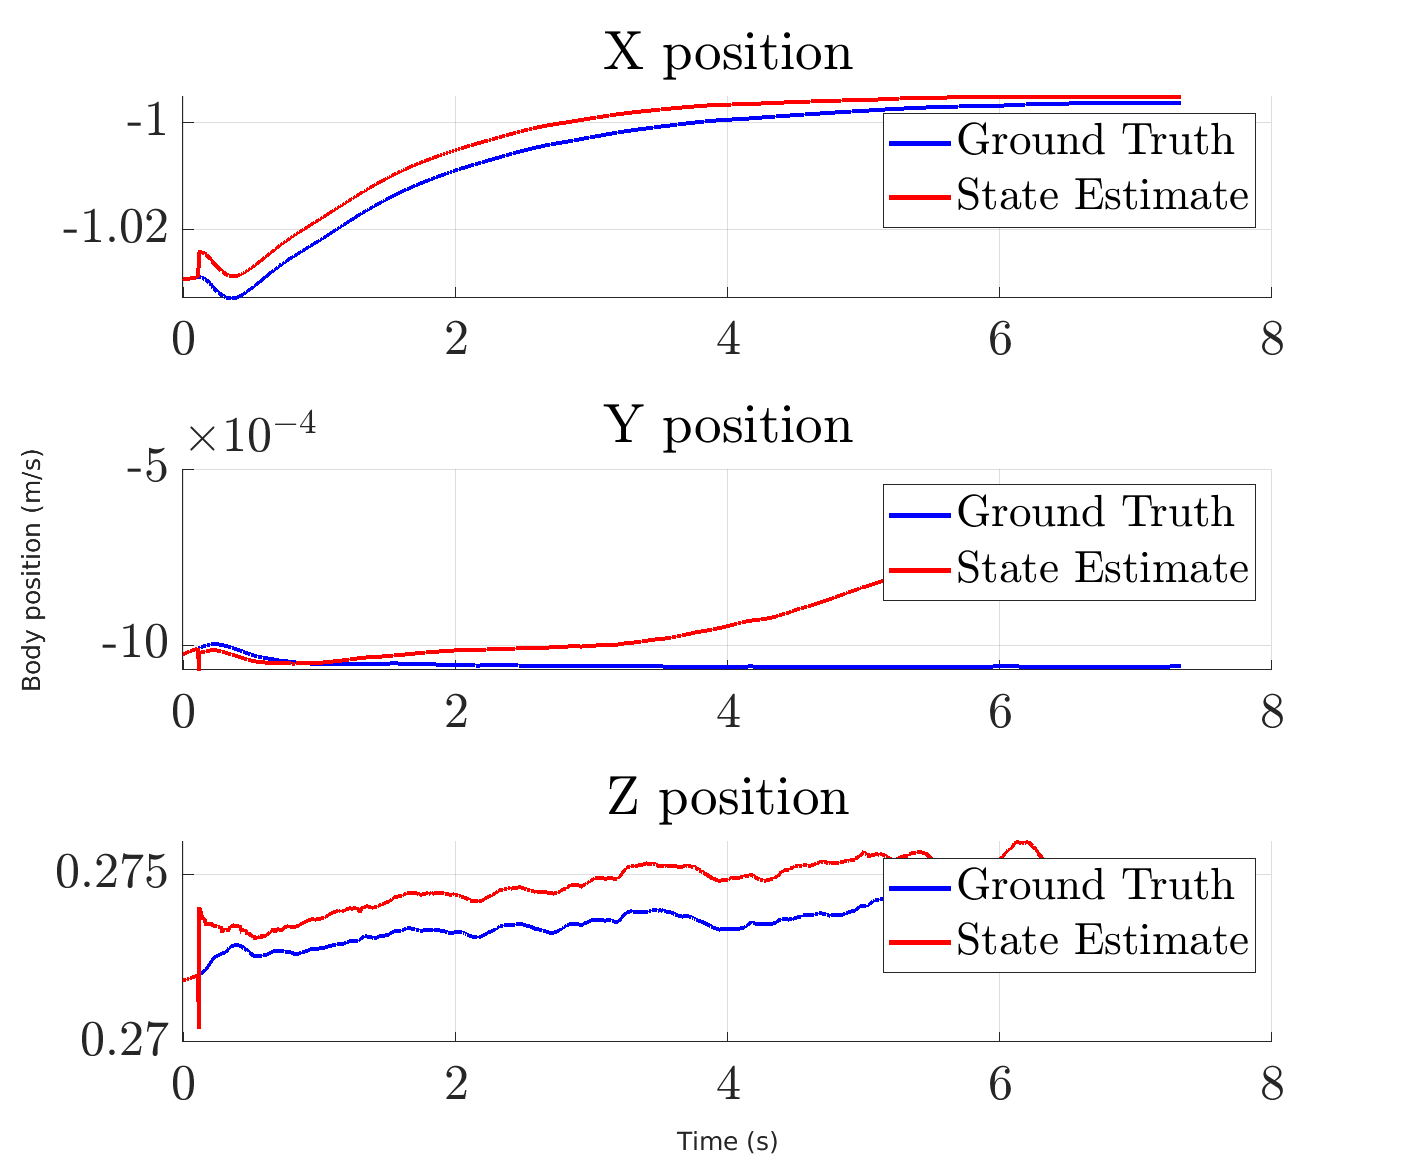 X position
-1
-1.02
Ground Truth
State Estimate
0 2 4 6 8
Y position
×10⁻⁴
-5
-10
Ground Truth
State Estimate
0 2 4 6 8
Body position (m/s)
Z position
0.275
0.27
Ground Truth
State Estimate
0 2 4 6 8
Time (s)